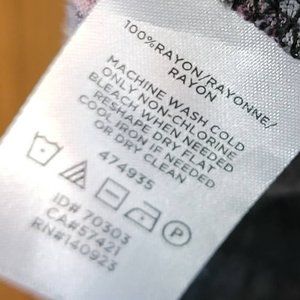 100%RAYON/RAYONNE/
RAYON
MACHINE WASH COLD
ONLY NON-CHLORINE
BLEACH WHEN NEEDED
RESHAPE DRY FLAT
COOL IRON IF NEEDED
OR DRY CLEAN
474935
P
ID# 70303
CA#57421
RN#140923